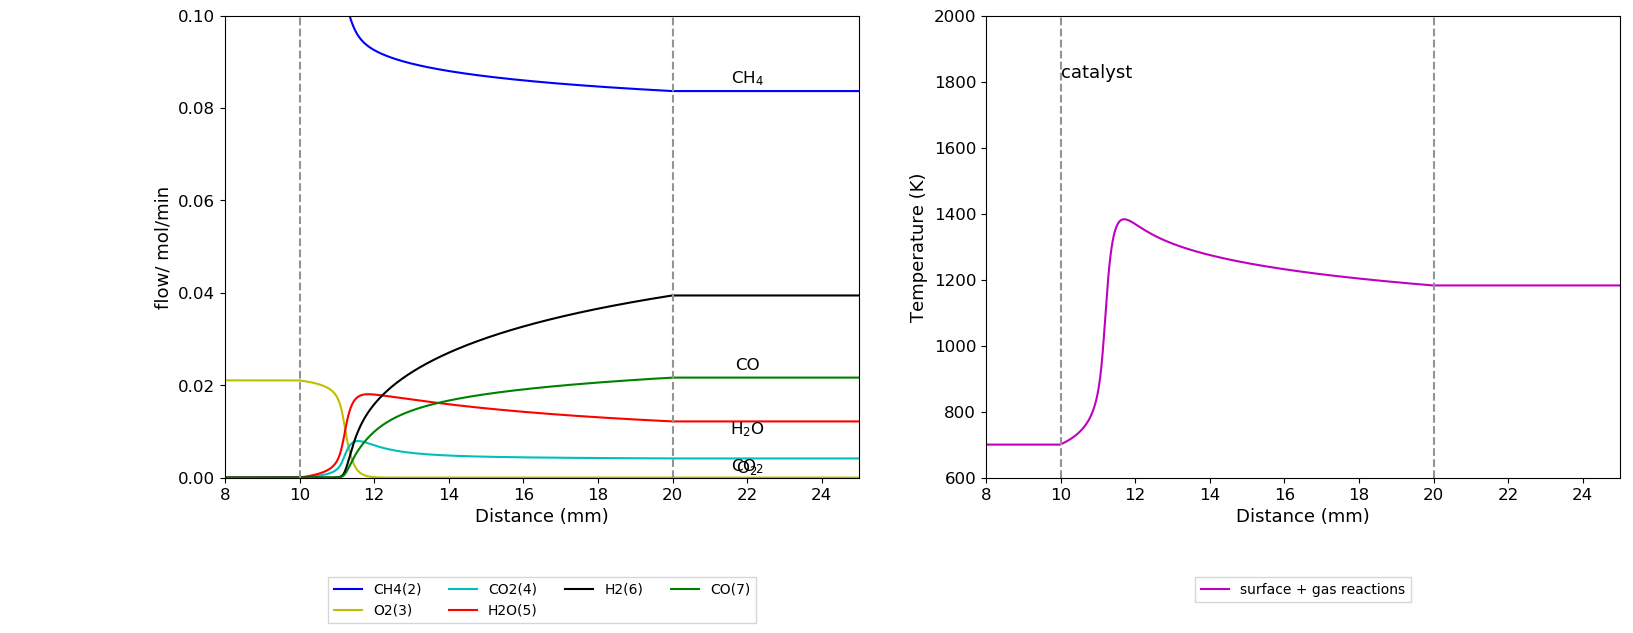 0.10
0.08
0.06
0.04
0.02
0.00
flow/ mol/min
CH₄
CO
H₂O
CO₂
O₂
8 10 12 14 16 18 20 22 24
Distance (mm)
CH4(2) CO2(4) H2(6) CO(7)
O2(3) H2O(5)
2000
1800
1600
1400
1200
1000
800
600
Temperature (K)
catalyst
8 10 12 14 16 18 20 22 24
Distance (mm)
surface + gas reactions